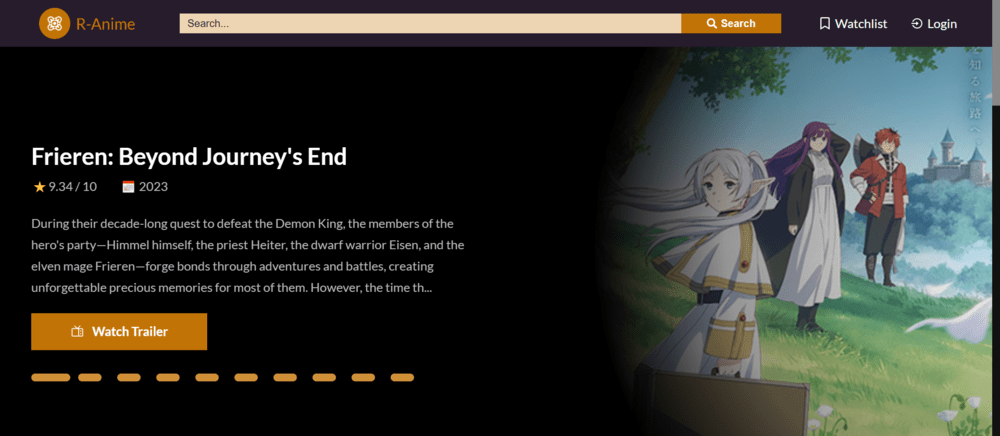 R-Anime
Search...
Search
Watchlist
Login
を
知
る
旅
路
へ
Frieren: Beyond Journey's End
9.34 / 10
2023
During their decade-long quest to defeat the Demon King, the members of the
hero's party—Himmel himself, the priest Heiter, the dwarf warrior Eisen, and the
elven mage Frieren—forge bonds through adventures and battles, creating
unforgettable precious memories for most of them. However, the time th...
Watch Trailer